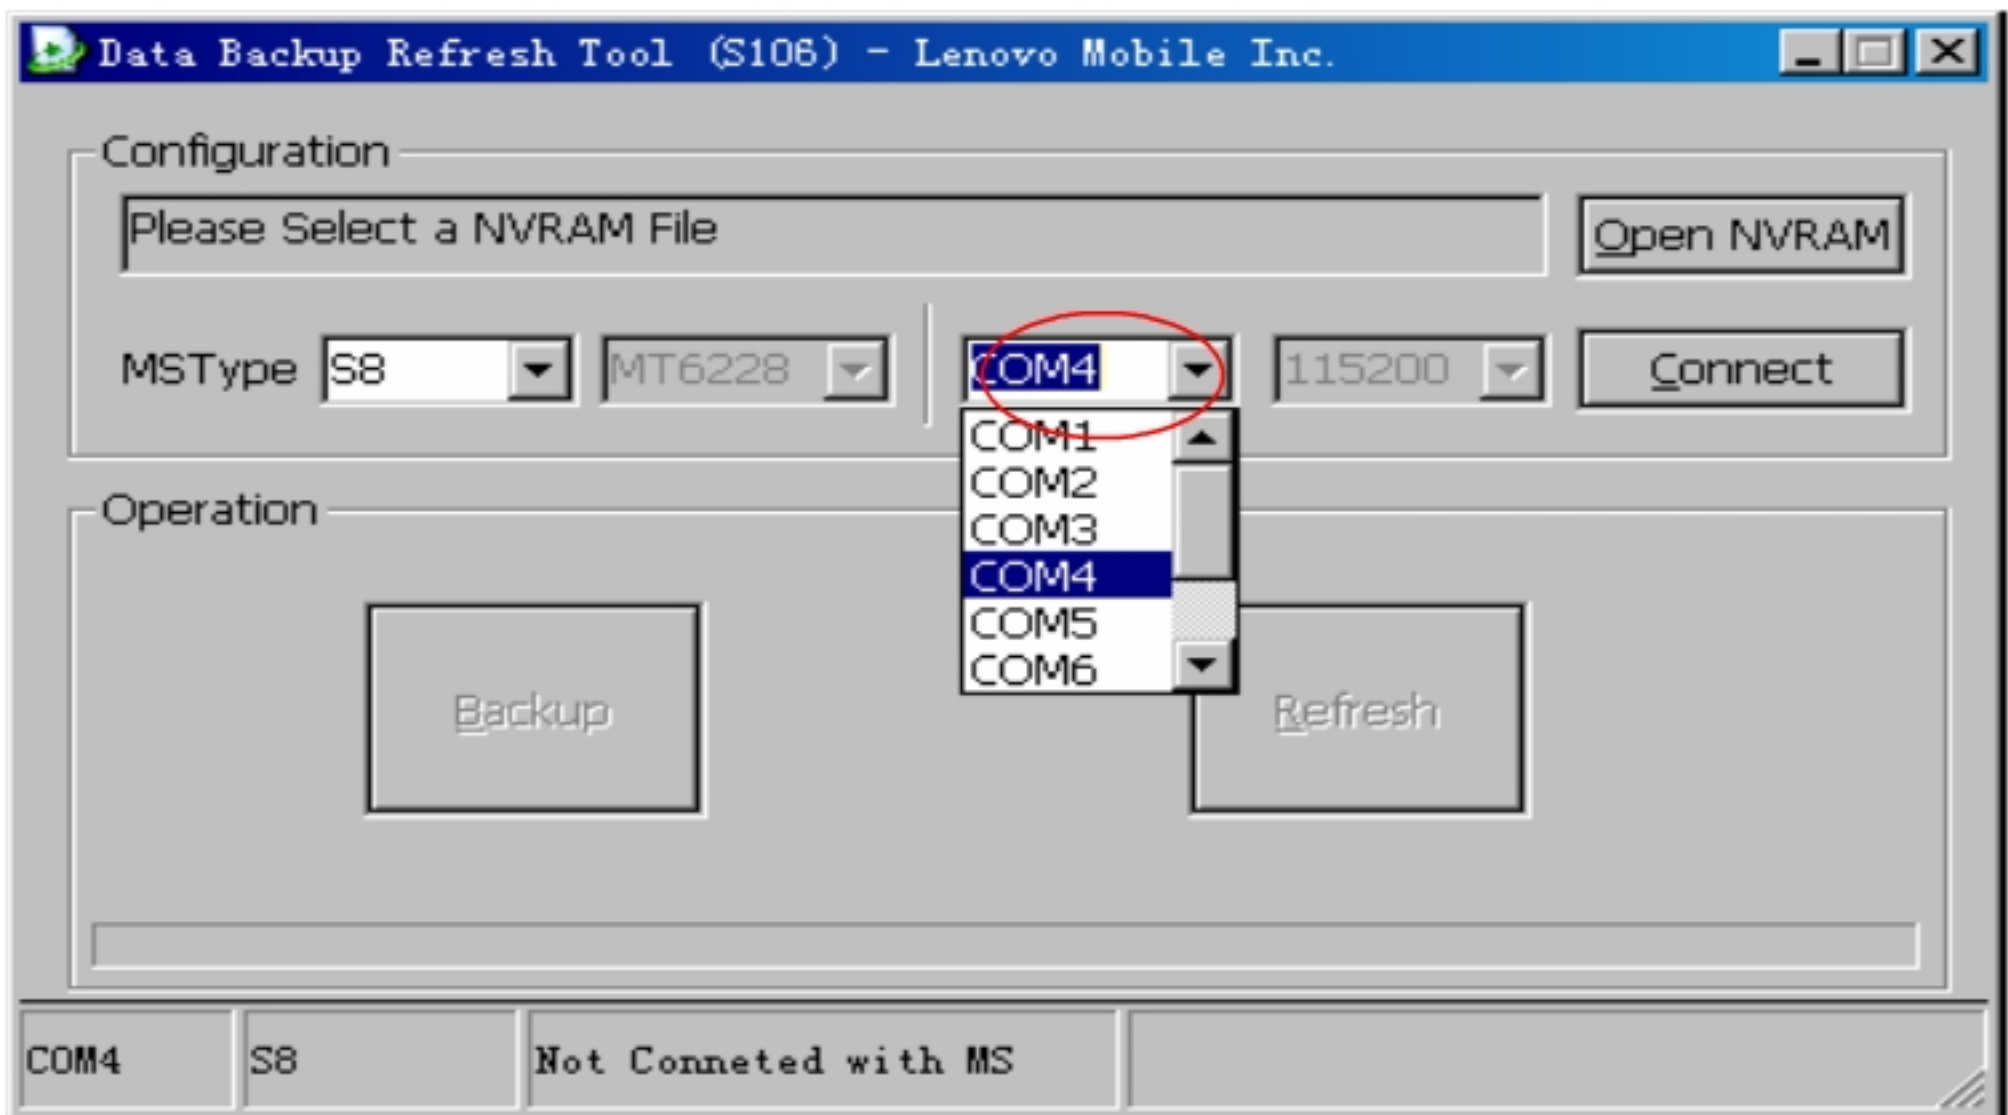 Data Backup Refresh Tool (S106) - Lenovo Mobile Inc.
Configuration
Please Select a NVRAM File
Open NVRAM
MSType S8 MT6228 COM4 115200 Connect
COM1
COM2
COM3
COM4
COM5
COM6
Operation
Backup Refresh
COM4 S8 Not Conneted with MS